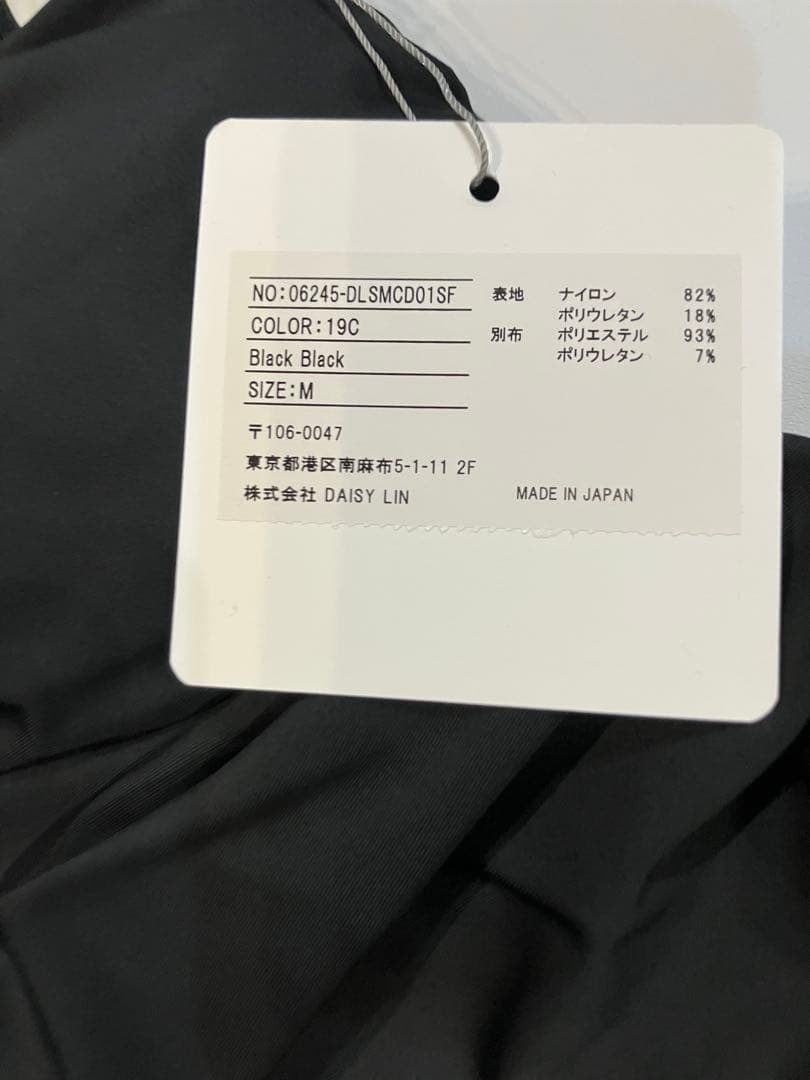 NO:06245-DLSMCD01SF
COLOR:19C
Black Black
SIZE:M
表地 ナイロン 82%
ポリウレタン 18%
別布 ポリエステル 93%
ポリウレタン 7%
〒106-0047
東京都港区南麻布5-1-11 2F
株式会社 DAISY LIN
MADE IN JAPAN